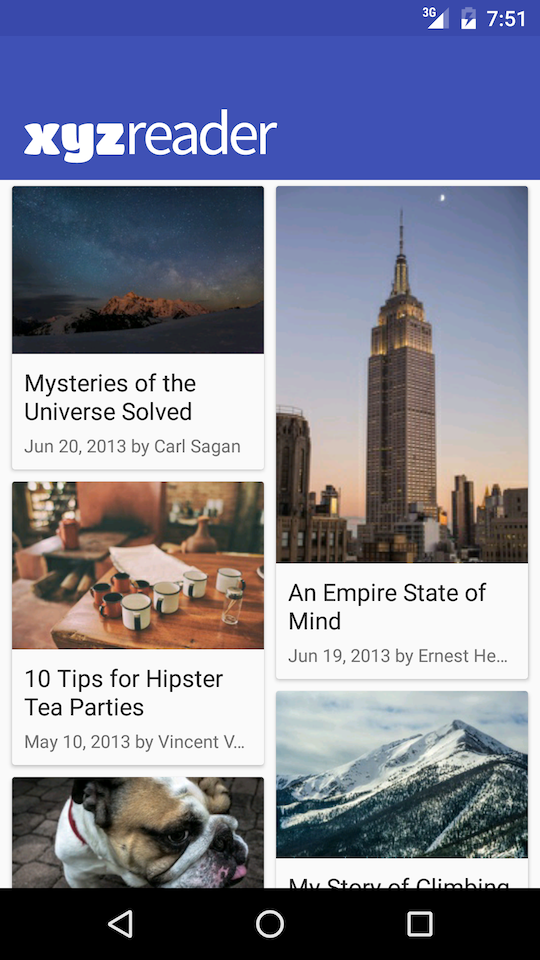 3G 7:51
xyzreader
Mysteries of the
Universe Solved
Jun 20, 2013 by Carl Sagan
An Empire State of
Mind
Jun 19, 2013 by Ernest He...
10 Tips for Hipster
Tea Parties
May 10, 2013 by Vincent V...
My Story of Climbing